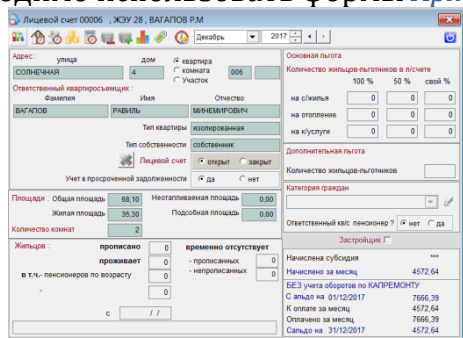 одимо использовать формы При
Лицевой счет 00006 , ЖЭУ 28 , ВАГАПОВ Р.М
Декабрь 2017
Адрес : улица дом квартира комната Участок
СОЛНЕЧНАЯ 4 006
Ответственный квартиросъемщик :
Фамилия Имя Отчество
ВАГАПОВ РАВИЛЬ МИНЕМИРОВИЧ
Тип квартиры изолированная
Тип собственности собственник
Лицевой счет открыт закрыт
Учет в просроченной задолженности да нет
Площади : Общая площадь 68,10 Неотапливаемая площадь 0,00
Жилая площадь 35,30 Подсобная площадь 0,00
Количество комнат 2
Жильцов : прописано 0 временно отсутствует
проживает 0 - прописанных 0
в т.ч.- пенсионеров по возрасту 0 - непрописанных 0
- 0
с / /
Основная льгота
Количество жильцов-льготников в л/счете
100 % 50 % свой %
на с/жилья 0 0 0
на отопление 0 0 0
на к/услуги 0 0 0
Дополнительная льгота
Количество жильцов-льготников
Категория граждан
Ответственный кв/с пенсионер ? нет да
Застройщик
Начислена субсидия ***
Начислено за месяц 4572,64
БЕЗ учета оборотов по КАПРЕМОНТУ
С альдо на 01/12/2017 7666,39
К оплате за месяц 4572,64
Оплачено за месяц 7666,39
Сальдо на 31/12/2017 4572,64